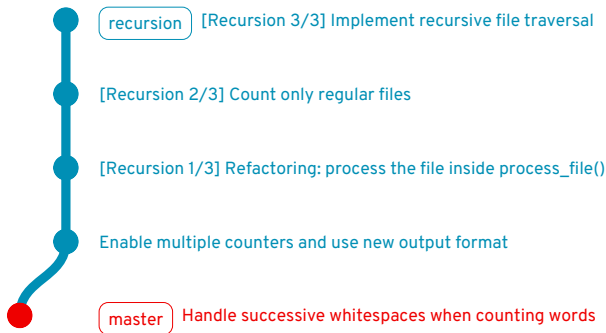 recursion [Recursion 3/3] Implement recursive file traversal
[Recursion 2/3] Count only regular files
[Recursion 1/3] Refactoring: process the file inside process_file()
Enable multiple counters and use new output format
master Handle successive whitespaces when counting words